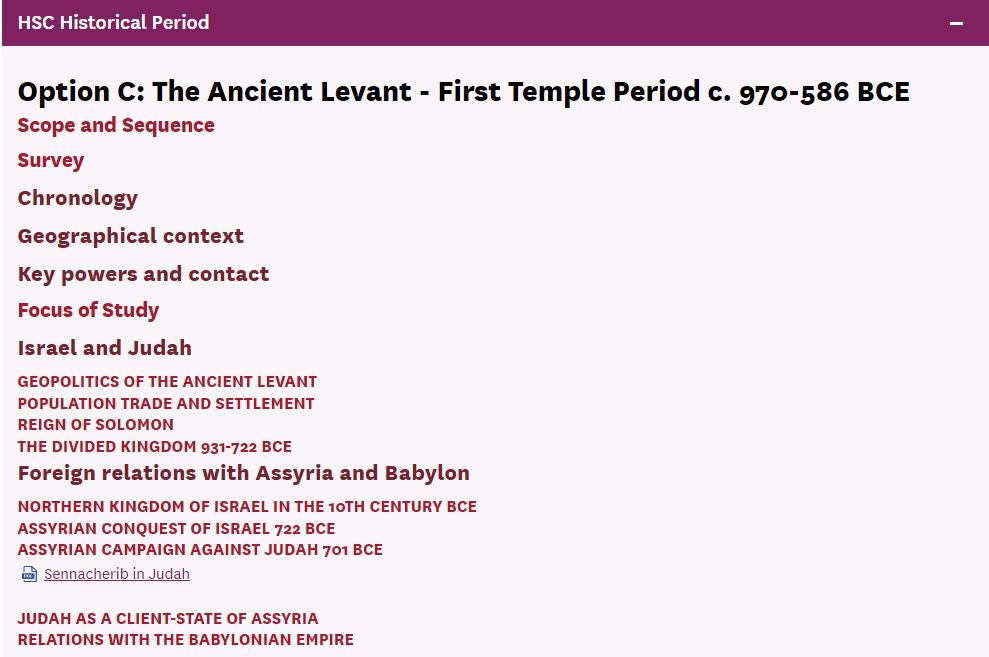 HSC Historical Period
Option C: The Ancient Levant - First Temple Period c. 970-586 BCE
Scope and Sequence
Survey
Chronology
Geographical context
Key powers and contact
Focus of Study
Israel and Judah
GEOPOLITICS OF THE ANCIENT LEVANT
POPULATION TRADE AND SETTLEMENT
REIGN OF SOLOMON
THE DIVIDED KINGDOM 931-722 BCE
Foreign relations with Assyria and Babylon
NORTHERN KINGDOM OF ISRAEL IN THE 10TH CENTURY BCE
ASSYRIAN CONQUEST OF ISRAEL 722 BCE
ASSYRIAN CAMPAIGN AGAINST JUDAH 701 BCE
Sennacherib in Judah
JUDAH AS A CLIENT-STATE OF ASSYRIA
RELATIONS WITH THE BABYLONIAN EMPIRE